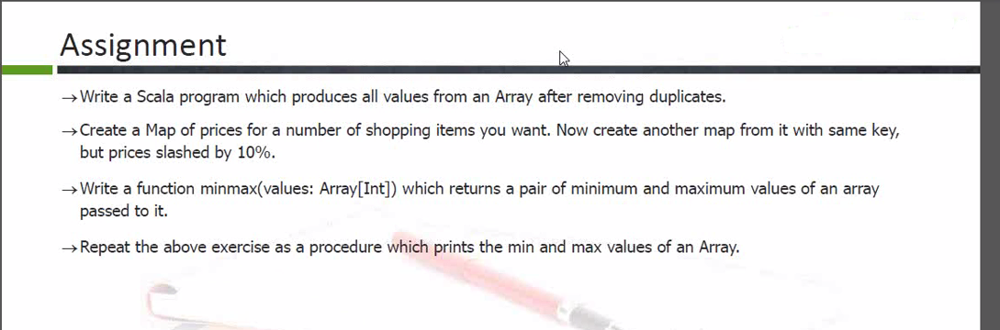 Assignment
→Write a Scala program which produces all values from an Array after removing duplicates.
→Create a Map of prices for a number of shopping items you want. Now create another map from it with same key,
but prices slashed by 10%.
→Write a function minmax(values: Array[Int]) which returns a pair of minimum and maximum values of an array
passed to it.
→Repeat the above exercise as a procedure which prints the min and max values of an Array.